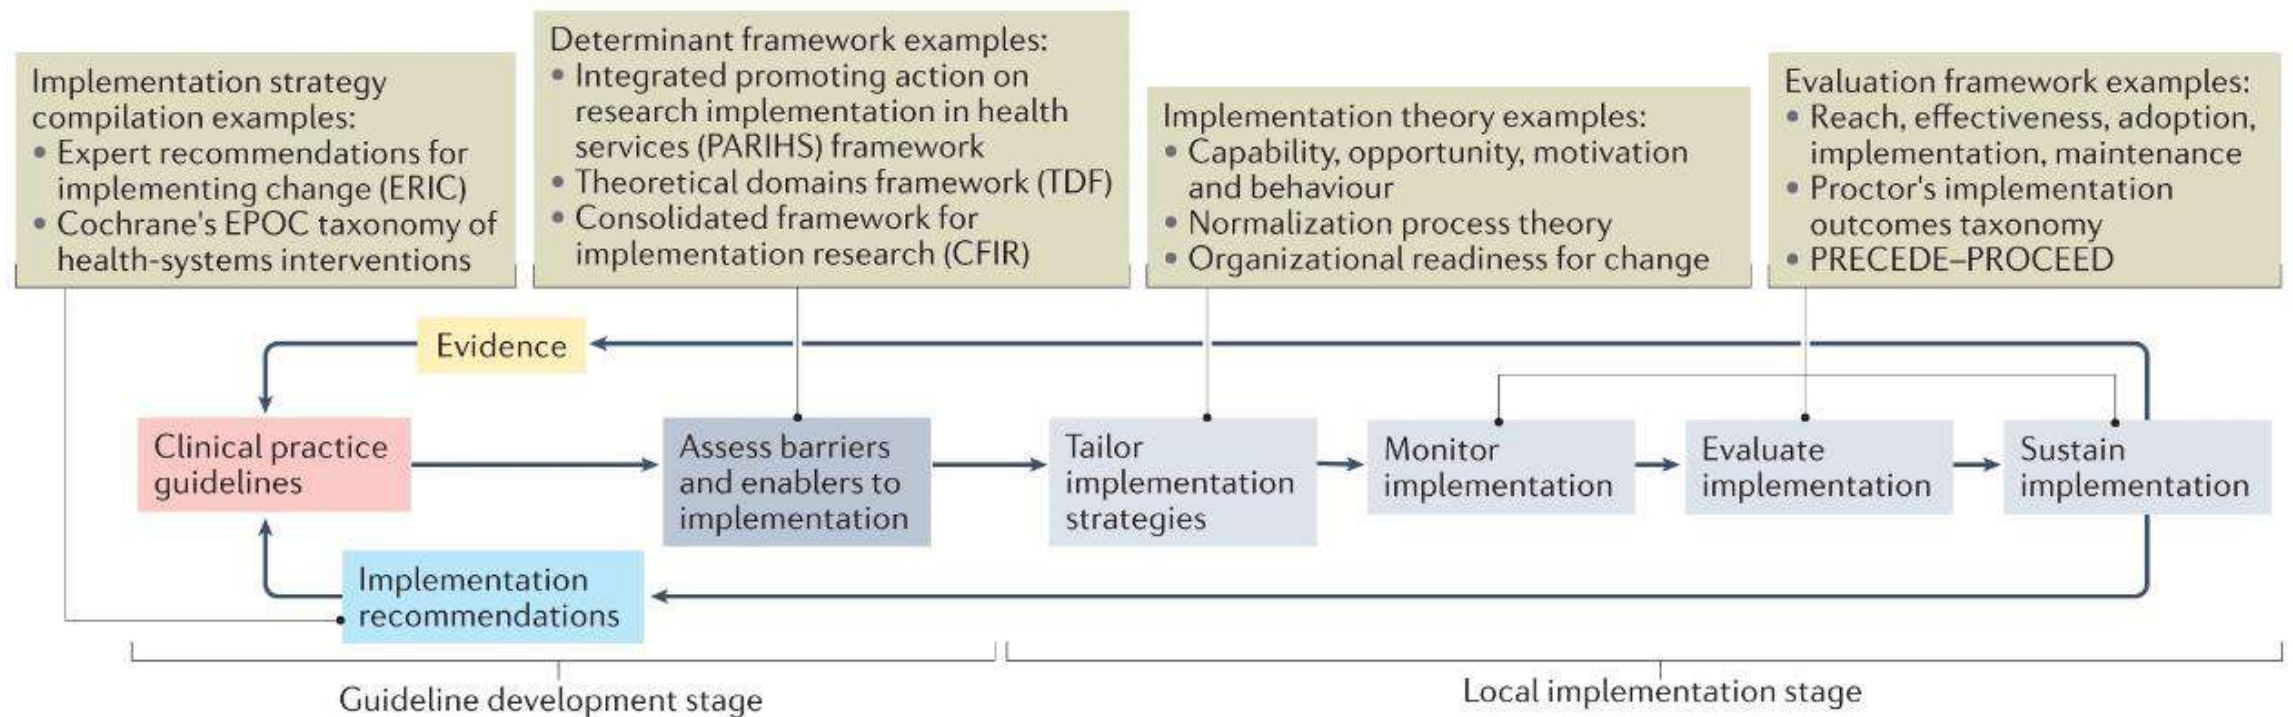 Implementation strategy
compilation examples:
• Expert recommendations for
implementing change (ERIC)
• Cochrane's EPOC taxonomy of
health-systems interventions
Determinant framework examples:
• Integrated promoting action on
research implementation in health
services (PARIHS) framework
• Theoretical domains framework (TDF)
• Consolidated framework for
implementation research (CFIR)
Implementation theory examples:
• Capability, opportunity, motivation
and behaviour
• Normalization process theory
• Organizational readiness for change
Evaluation framework examples:
• Reach, effectiveness, adoption,
implementation, maintenance
• Proctor's implementation
outcomes taxonomy
• PRECEDE–PROCEED
Evidence
Clinical practice
guidelines
Assess barriers
and enablers to
implementation
Tailor
implementation
strategies
Monitor
implementation
Evaluate
implementation
Sustain
implementation
Implementation
recommendations
Guideline development stage
Local implementation stage